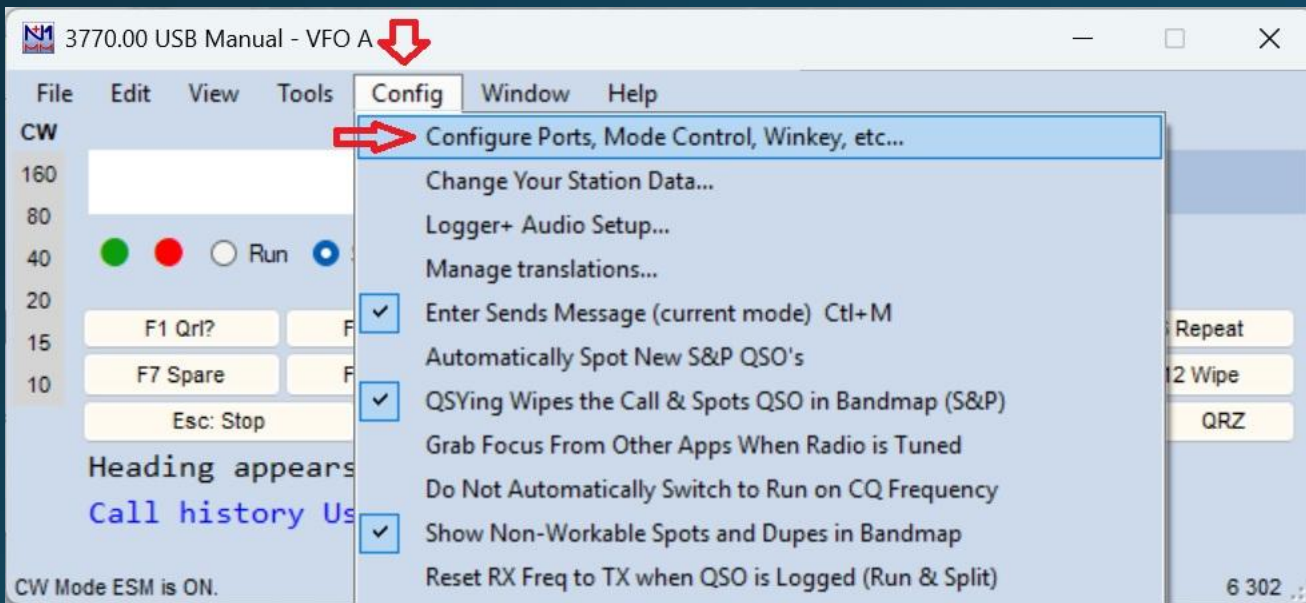 N1
MM
3770.00 USB Manual - VFO A
File Edit View Tools Config Window Help
CW
160
80
40
20
15
10
Run
Configure Ports, Mode Control, Winkey, etc...
Change Your Station Data...
Logger+ Audio Setup...
Manage translations...
Enter Sends Message (current mode) Ctl+M
Automatically Spot New S&P QSO's
QSYing Wipes the Call & Spots QSO in Bandmap (S&P)
Grab Focus From Other Apps When Radio is Tuned
Do Not Automatically Switch to Run on CQ Frequency
Show Non-Workable Spots and Dupes in Bandmap
Reset RX Freq to TX when QSO is Logged (Run & Split)
F1 Qrl? Repeat
F7 Spare 12 Wipe
Esc: Stop QRZ
Heading appears
Call history Us
CW Mode ESM is ON. 6 302